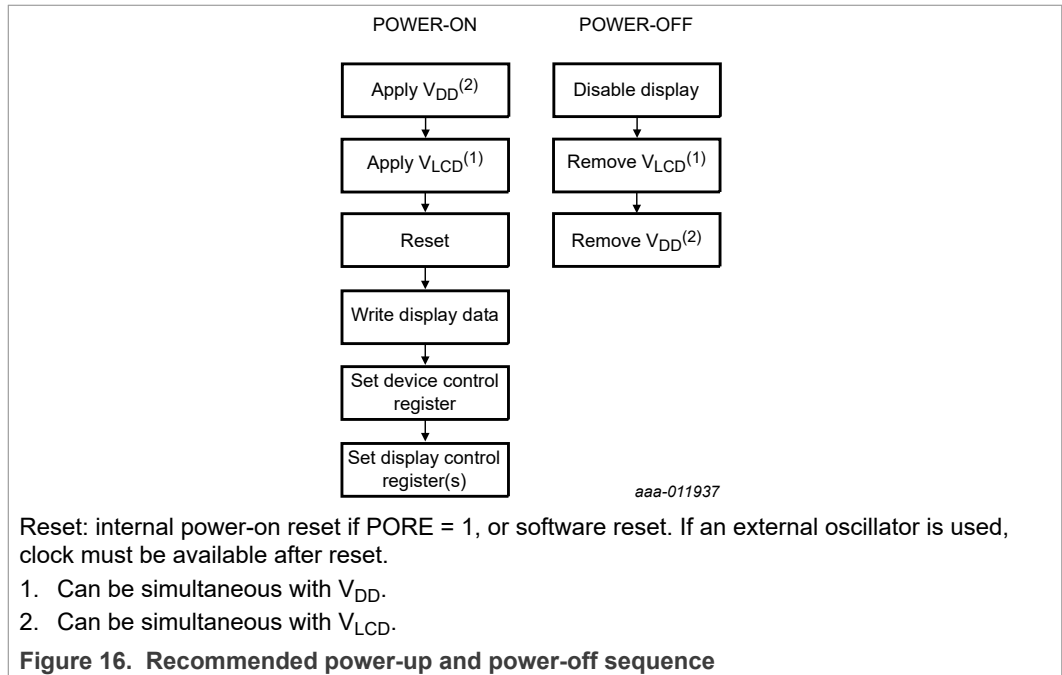 POWER-ON
Apply VDD(2)
Apply VLCD(1)
Reset
Write display data
Set device control
register
Set display control
register(s)
POWER-OFF
Disable display
Remove VLCD(1)
Remove VDD(2)
aaa-011937
Reset: internal power-on reset if PORE = 1, or software reset. If an external oscillator is used,
clock must be available after reset.
1. Can be simultaneous with VDD.
2. Can be simultaneous with VLCD.
Figure 16. Recommended power-up and power-off sequence